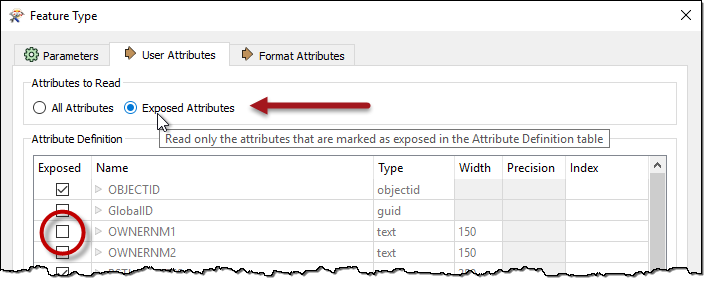 Feature Type
Parameters
User Attributes
Format Attributes
Attributes to Read
All Attributes
Exposed Attributes
Read only the attributes that are marked as exposed in the Attribute Definition table
Attribute Definition
Exposed Name Type Width Precision Index
OBJECTID objectid
GlobalID guid
OWNERNM1 text 150
OWNERNM2 text 150